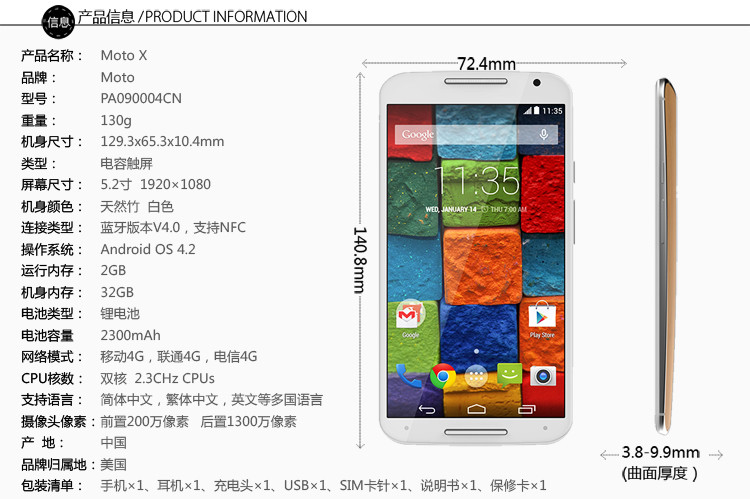 信息 产品信息 /PRODUCT INFORMATION
产品名称： Moto X
品牌： Moto
型号： PA090004CN
重量： 130g
机身尺寸： 129.3x65.3x10.4mm
类型： 电容触屏
屏幕尺寸： 5.2寸 1920×1080
机身颜色： 天然竹 白色
连接类型： 蓝牙版本V4.0，支持NFC
操作系统： Android OS 4.2
运行内存： 2GB
机身内存： 32GB
电池类型： 锂电池
电池容量 2300mAh
网络模式： 移动4G，联通4G，电信4G
CPU核数： 双核 2.3CHz CPUs
支持语言： 简体中文，繁体中文，英文等多国语言
摄像头像素：前置200万像素 后置1300万像素
产 地： 中国
品牌归属地：美国
包装清单： 手机×1、耳机×1、充电头×1、USB×1、SIM卡针×1、说明书×1、保修卡×1
72.4mm
140.8mm
11:35
Google
11:35
WED, JANUARY 14 THU 7:00 AM
Google
Play Store
3.8-9.9mm
(曲面厚度)